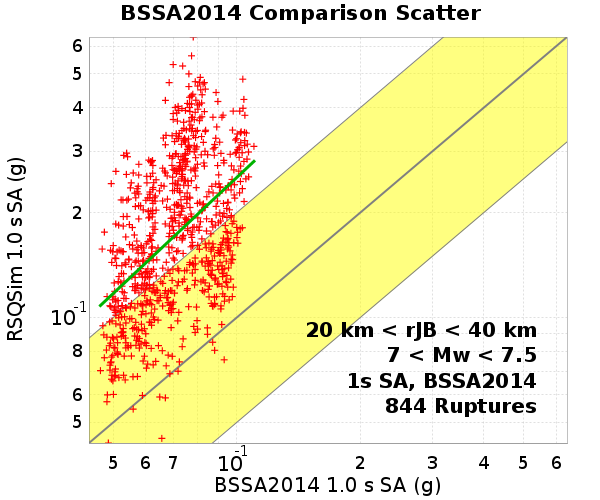 BSSA2014 Comparison Scatter
6
5
4
3
2
10-1
8
6
5
RSQSim 1.0 s SA (g)
20 km < rJB < 40 km
7 < Mw < 7.5
1s SA, BSSA2014
844 Ruptures
5 6 7 10-1 2 3 4 5 6
BSSA2014 1.0 s SA (g)